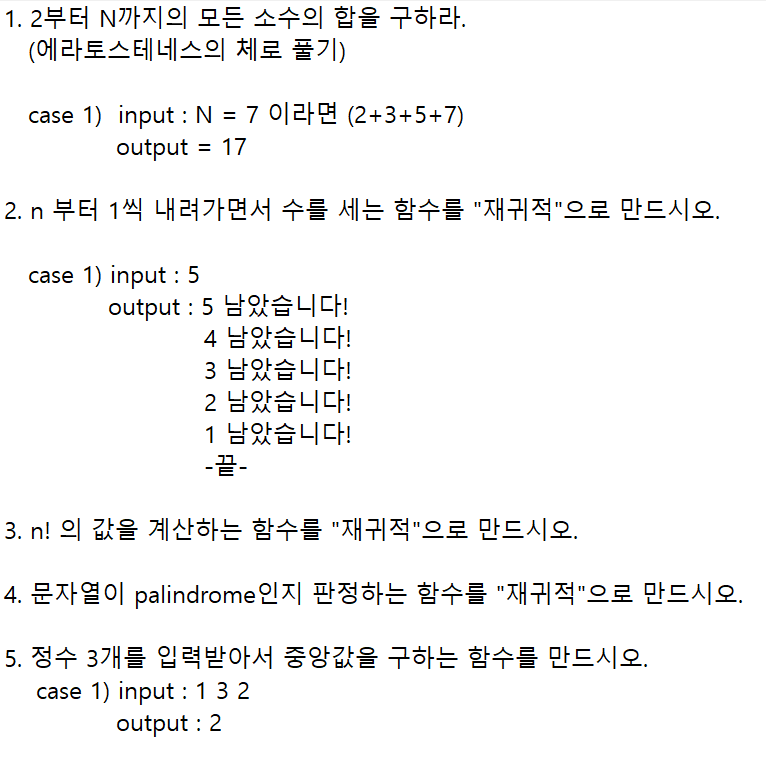 1. 2부터 N까지의 모든 소수의 합을 구하라.
(에라토스테네스의 체로 풀기)
case 1) input : N = 7 이라면 (2+3+5+7)
output = 17
2. n 부터 1씩 내려가면서 수를 세는 함수를 "재귀적"으로 만드시오.
case 1) input : 5
output : 5 남았습니다!
4 남았습니다!
3 남았습니다!
2 남았습니다!
1 남았습니다!
-끝-
3. n! 의 값을 계산하는 함수를 "재귀적"으로 만드시오.
4. 문자열이 palindrome인지 판정하는 함수를 "재귀적"으로 만드시오.
5. 정수 3개를 입력받아서 중앙값을 구하는 함수를 만드시오.
case 1) input : 1 3 2
output : 2